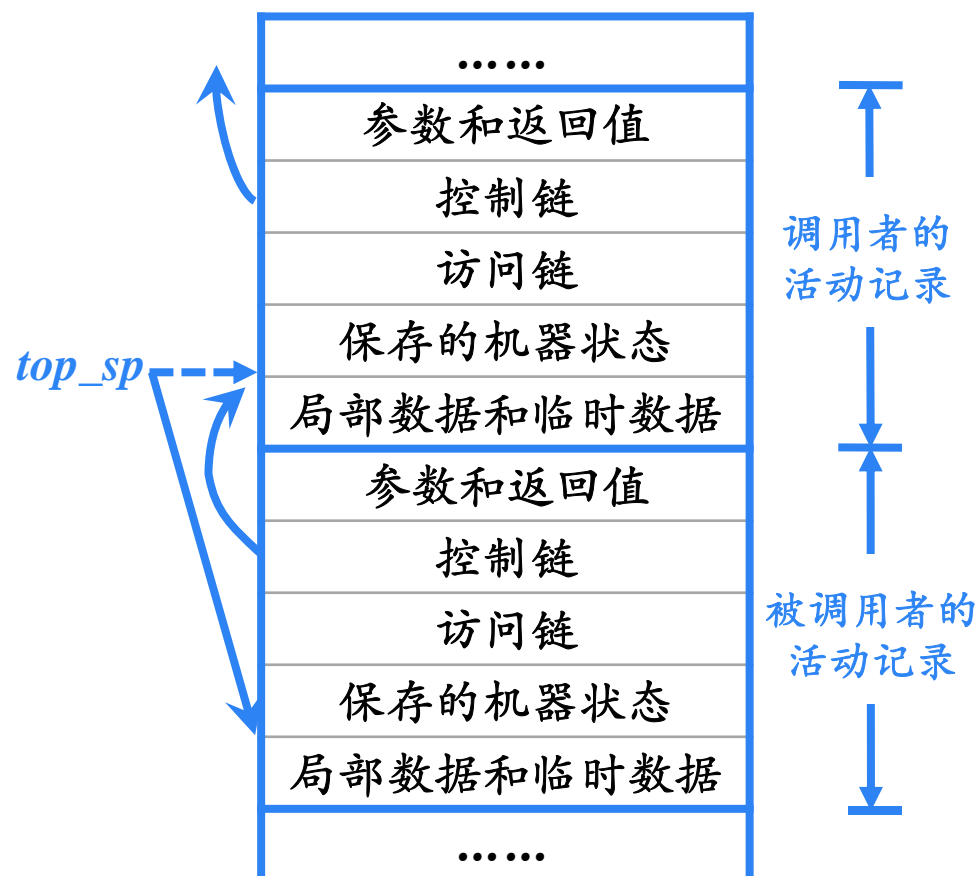 ……
参数和返回值
控制链
访问链
保存的机器状态
局部数据和临时数据
参数和返回值
控制链
访问链
保存的机器状态
局部数据和临时数据
……
top_sp
调用者的
活动记录
被调用者的
活动记录